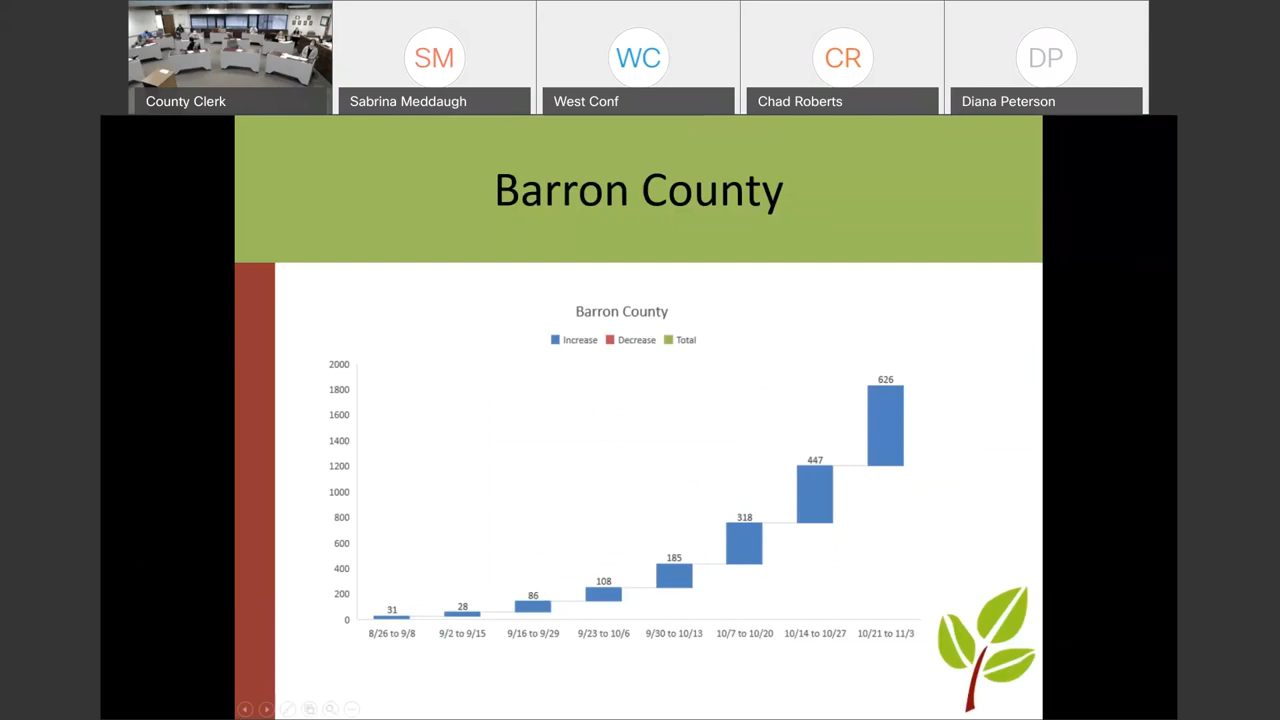 SM
WC
CR
DP
County Clerk
Sabrina Meddaugh
West Conf
Chad Roberts
Diana Peterson
Barron County
Barron County
Increase Decrease Total
2000
1800
1600
1400
1200
1000
800
600
400
200
0
31
28
86
108
185
318
447
626
8/26 to 9/8
9/2 to 9/15
9/16 to 9/29
9/23 to 10/6
9/30 to 10/13
10/7 to 10/20
10/14 to 10/27
10/21 to 11/3